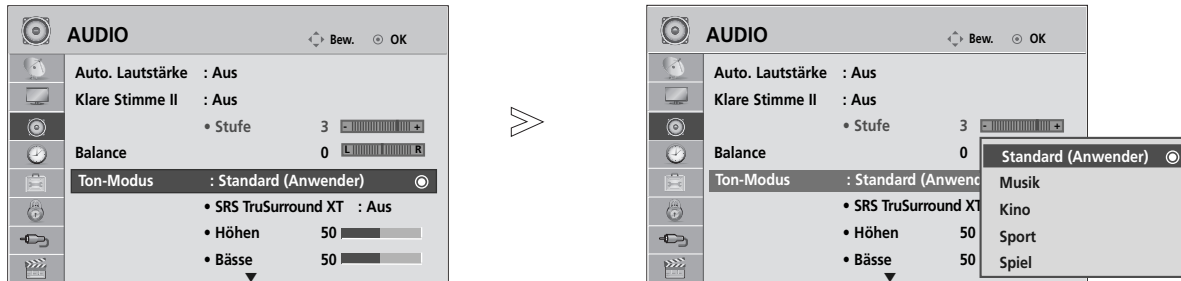 AUDIO Bew. OK
Auto. Lautstärke : Aus
Klare Stimme II : Aus
• Stufe 3 - +
Balance 0 L R
Ton-Modus : Standard (Anwender)
• SRS TruSurround XT : Aus
• Höhen 50
• Bässe 50
>
AUDIO Bew. OK
Auto. Lautstärke : Aus
Klare Stimme II : Aus
• Stufe 3 - +
Balance 0
Ton-Modus : Standard (Anwend
• SRS TruSurround XT
• Höhen 50
• Bässe 50
Standard (Anwender)
Musik
Kino
Sport
Spiel